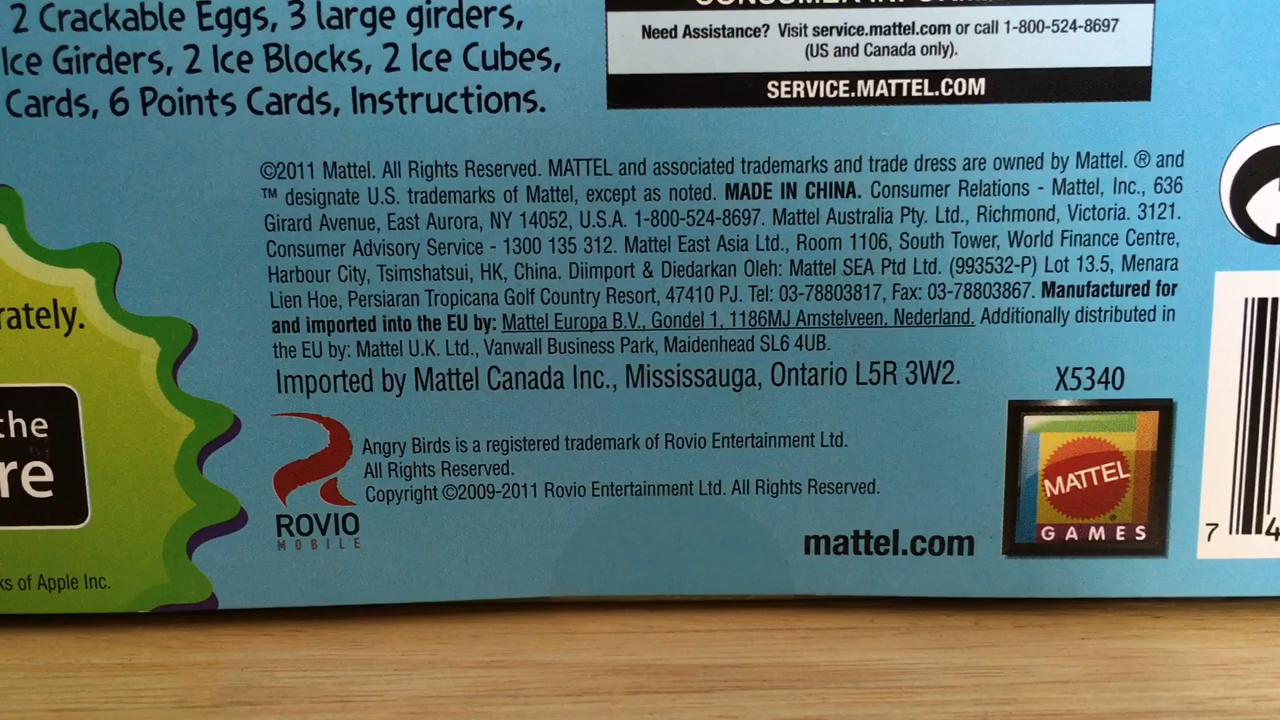 2 Crackable Eggs, 3 large girders,
Ice Girders, 2 Ice Blocks, 2 Ice Cubes,
Cards, 6 Points Cards, Instructions.
Need Assistance? Visit service.mattel.com or call 1-800-524-8697
(US and Canada only).
SERVICE.MATTEL.COM
©2011 Mattel. All Rights Reserved. MATTEL and associated trademarks and trade dress are owned by Mattel. ® and
™ designate U.S. trademarks of Mattel, except as noted. MADE IN CHINA. Consumer Relations - Mattel, Inc., 636
Girard Avenue, East Aurora, NY 14052, U.S.A. 1-800-524-8697. Mattel Australia Pty. Ltd., Richmond, Victoria. 3121.
Consumer Advisory Service - 1300 135 312. Mattel East Asia Ltd., Room 1106, South Tower, World Finance Centre,
Harbour City, Tsimshatsui, HK, China. Diimport & Diedarkan Oleh: Mattel SEA Ptd Ltd. (993532-P) Lot 13.5, Menara
Lien Hoe, Persiaran Tropicana Golf Country Resort, 47410 PJ. Tel: 03-78803817, Fax: 03-78803867. Manufactured for
and imported into the EU by: Mattel Europa B.V., Gondel 1, 1186MJ Amstelveen, Nederland. Additionally distributed in
the EU by: Mattel U.K. Ltd., Vanwall Business Park, Maidenhead SL6 4UB.
Imported by Mattel Canada Inc., Mississauga, Ontario L5R 3W2.
X5340
rately.
the
re
ks of Apple Inc.
Angry Birds is a registered trademark of Rovio Entertainment Ltd.
All Rights Reserved.
Copyright ©2009-2011 Rovio Entertainment Ltd. All Rights Reserved.
ROVIO
MOBILE
mattel.com
MATTEL
GAMES
7 4